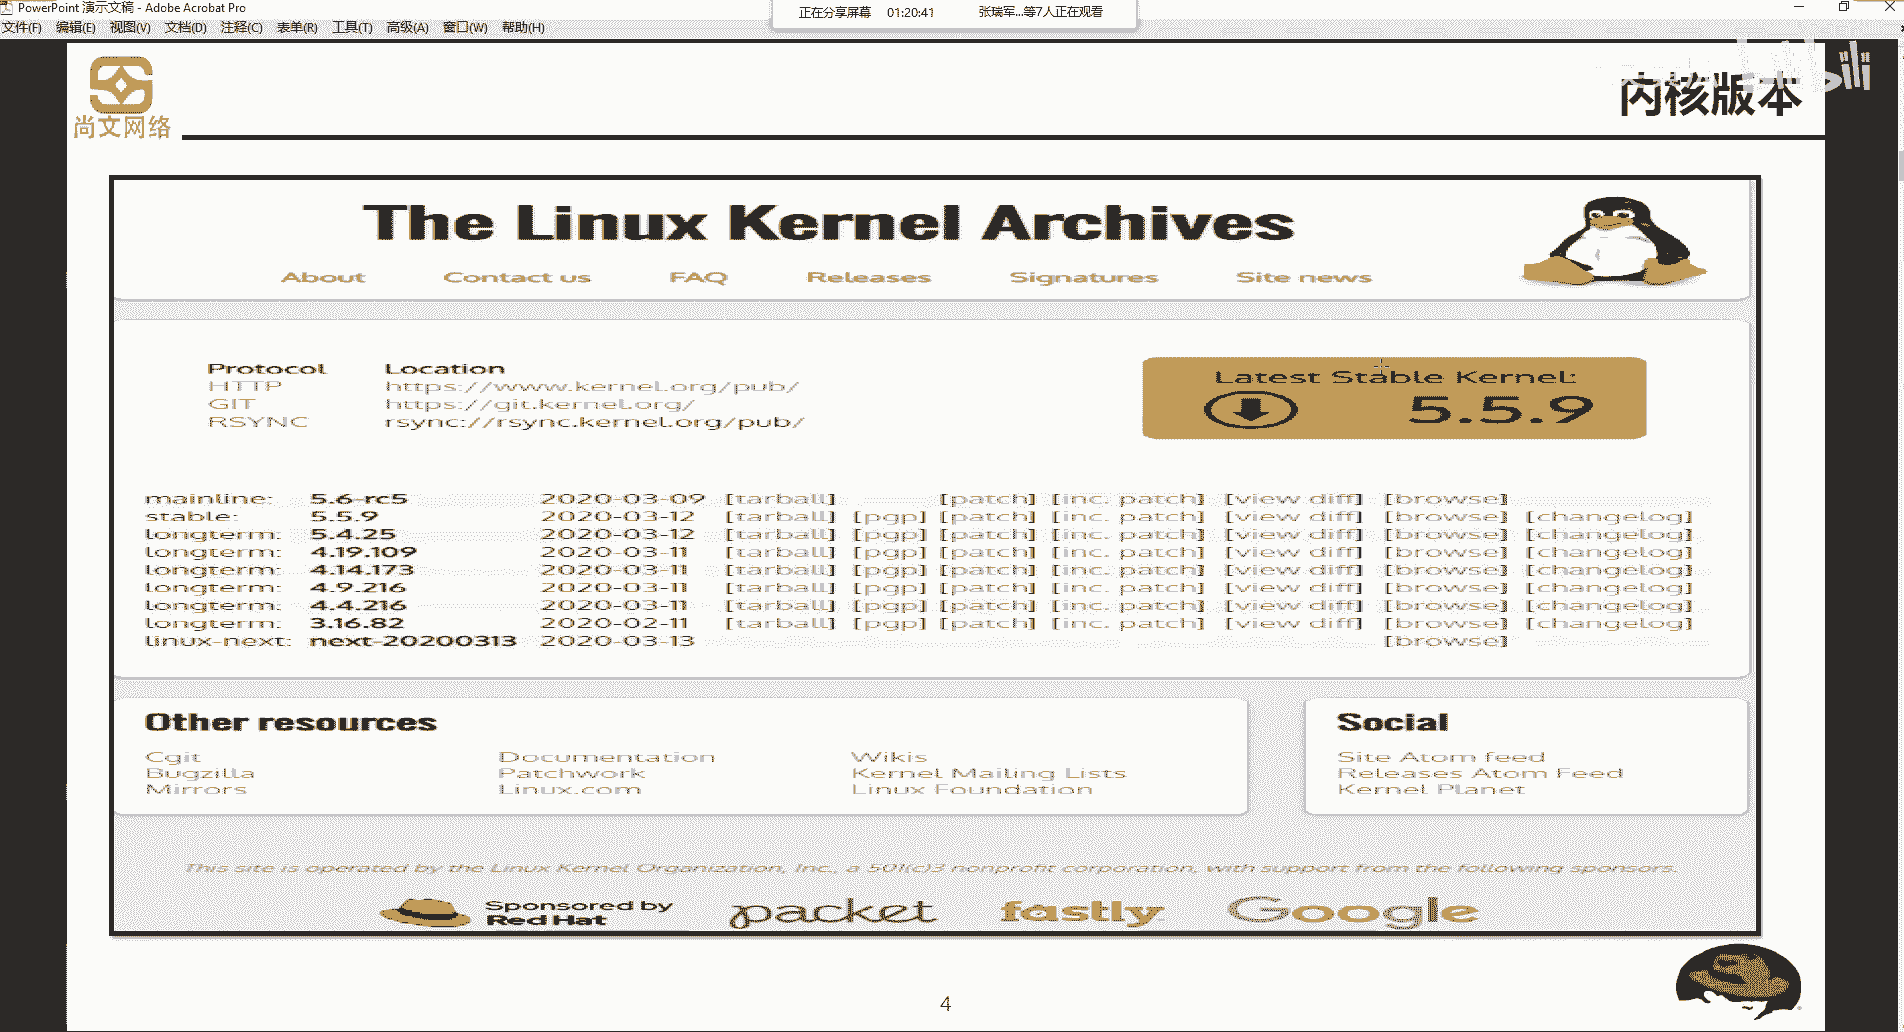 PowerPoint 演示文稿 - Adobe Acrobat Pro
正在分享屏幕 01:20:41 张瑞军...等7人正在观看
文件(F) 编辑(E) 视图(V) 文档(D) 注释(C) 表单(R) 工具(T) 高级(A) 窗口(W) 帮助(H)
尚文网络
内核版本
bili
The Linux Kernel Archives
About Contact us FAQ Releases Signatures Site news
Protocol Location
HTTP https://www.kernel.org/pub/
GIT https://git.kernel.org/
RSYNC rsync://rsync.kernel.org/pub/
Latest Stable Kernel:
5.5.9
mainline: 5.6-rc5 2020-03-09 [tarball] [patch] [inc. patch] [view diff] [browse]
stable: 5.5.9 2020-03-12 [tarball] [pgp] [patch] [inc. patch] [view diff] [browse] [changelog]
longterm: 5.4.25 2020-03-12 [tarball] [pgp] [patch] [inc. patch] [view diff] [browse] [changelog]
longterm: 4.19.109 2020-03-11 [tarball] [pgp] [patch] [inc. patch] [view diff] [browse] [changelog]
longterm: 4.14.173 2020-03-11 [tarball] [pgp] [patch] [inc. patch] [view diff] [browse] [changelog]
longterm: 4.9.216 2020-03-11 [tarball] [pgp] [patch] [inc. patch] [view diff] [browse] [changelog]
longterm: 4.4.216 2020-03-11 [tarball] [pgp] [patch] [inc. patch] [view diff] [browse] [changelog]
longterm: 3.16.82 2020-02-11 [tarball] [pgp] [patch] [inc. patch] [view diff] [browse] [changelog]
linux-next: next-20200313 2020-03-13 [browse]
Other resources
Cgit Documentation Wikis
Bugzilla Patchwork Kernel Mailing Lists
Mirrors Linux.com Linux Foundation
Social
Site Atom feed
Releases Atom Feed
Kernel Planet
This site is operated by the Linux Kernel Organization, Inc., a 501(c)3 nonprofit corporation, with support from the following sponsors.
Sponsored by
Red Hat
packet fastly Google
4